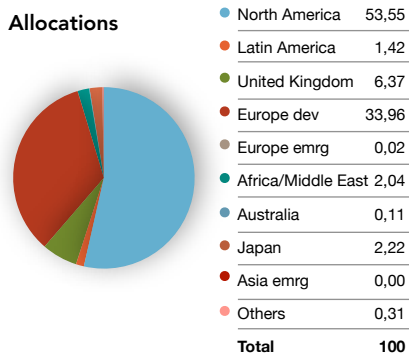 Allocations
North America 53,55
Latin America 1,42
United Kingdom 6,37
Europe dev 33,96
Europe emrg 0,02
Africa/Middle East 2,04
Australia 0,11
Japan 2,22
Asia emrg 0,00
Others 0,31
Total 100